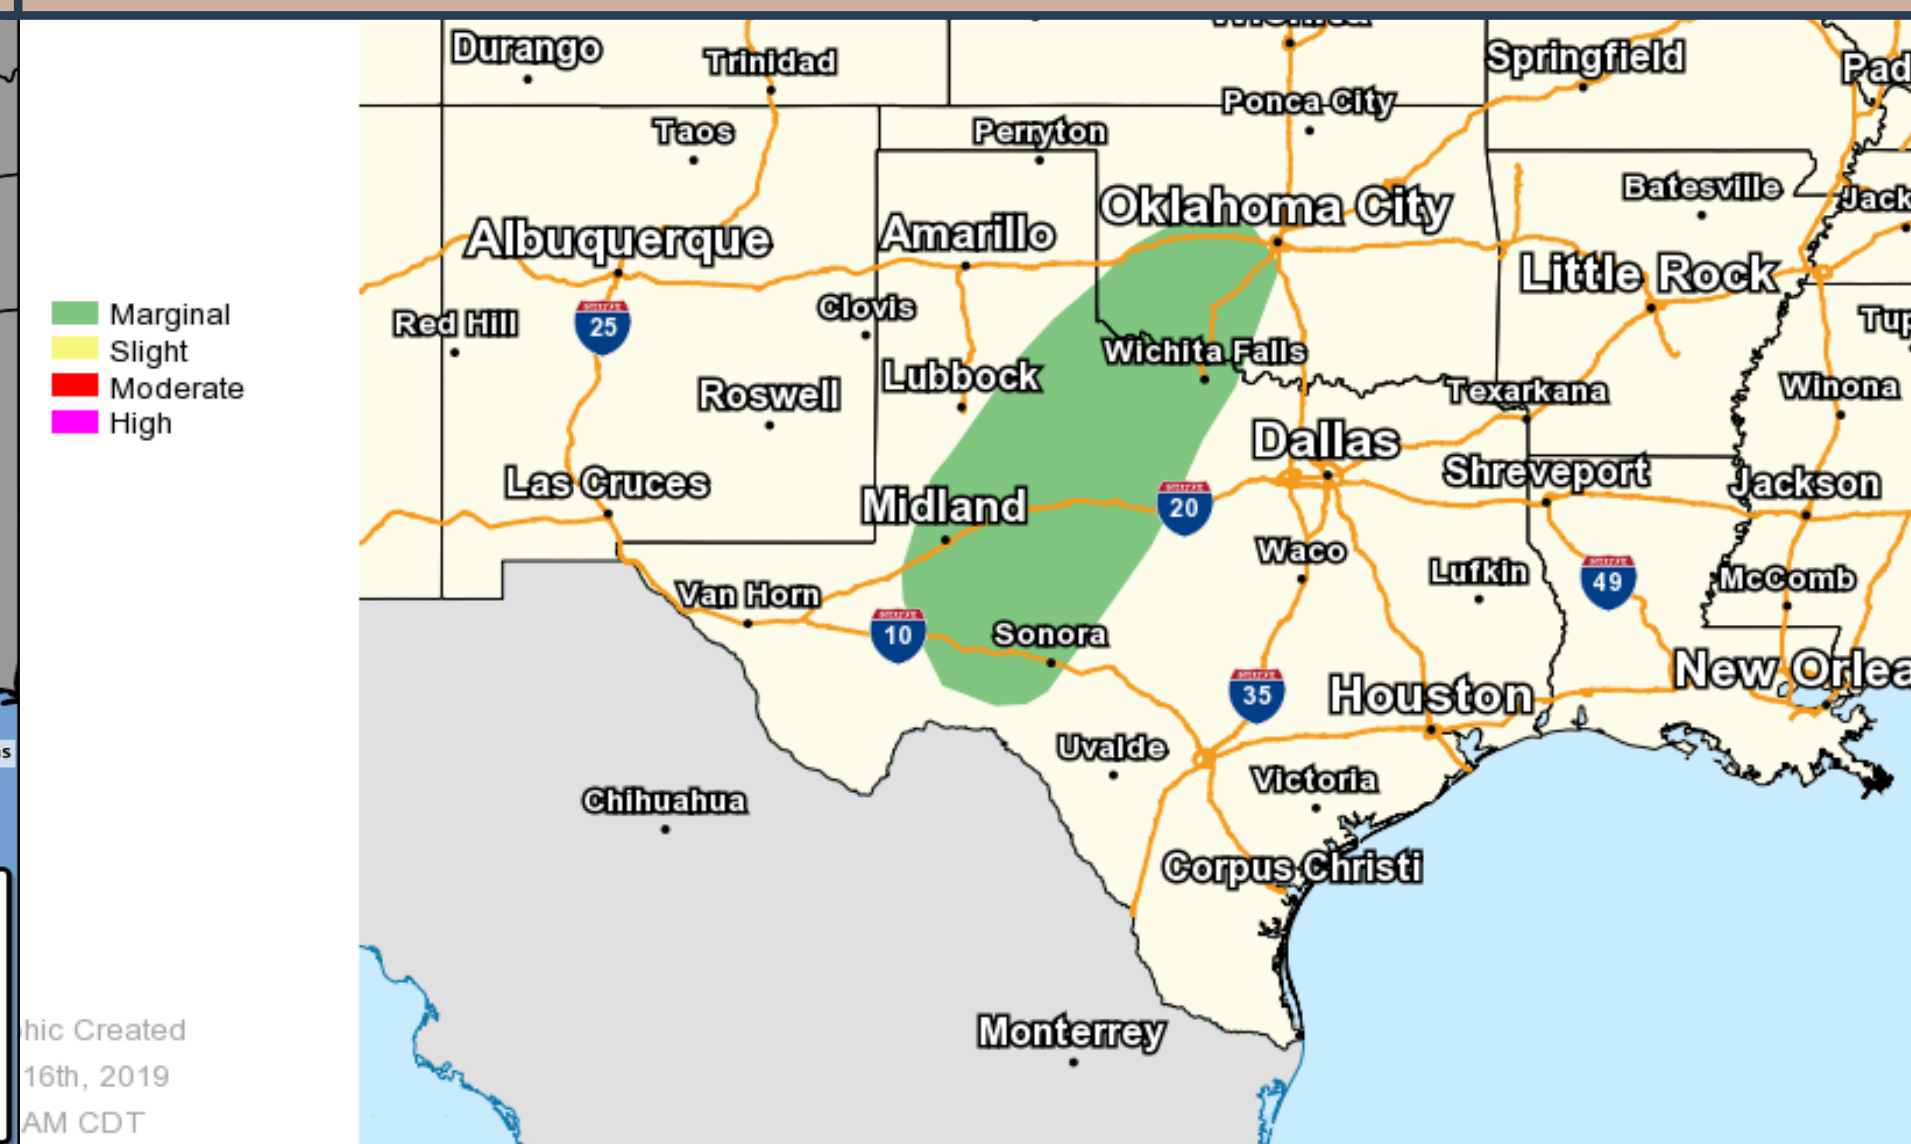 Durango
Trinidad
Springfield
Ponca City
Taos
Perryton
Batesville
Oklahoma City
Albuquerque
Amarillo
Little Rock
Marginal
Slight
Moderate
High
Red Hill
25
Clovis
Wichita Falls
Lubbock
Roswell
Texarkana
Winona
Dallas
Las Cruces
Shreveport
Jackson
Midland
20
Waco
Lufkin
49
McComb
Van Horn
10
Sonora
New Orlea
35
Houston
Uvalde
Victoria
Chihuahua
Corpus Christi
Monterrey
hic Created
16th, 2019
AM CDT